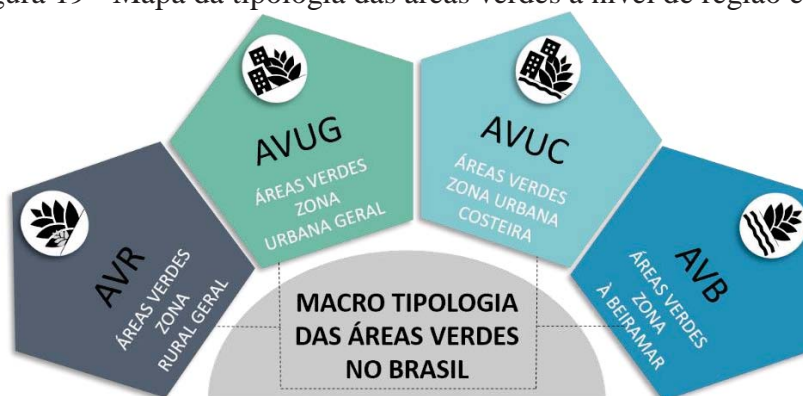 19 - Mapa da tipologia das áreas verdes a nível de região
AVR
ÁREAS VERDES
ZONA
RURAL GERAL
AVUG
ÁREAS VERDES
ZONA
URBANA GERAL
AVUC
ÁREAS VERDES
ZONA URBANA
COSTEIRA
AVB
ÁREAS VERDES
ZONA
À BEIRAMAR
MACRO TIPOLOGIA
DAS ÁREAS VERDES
NO BRASIL